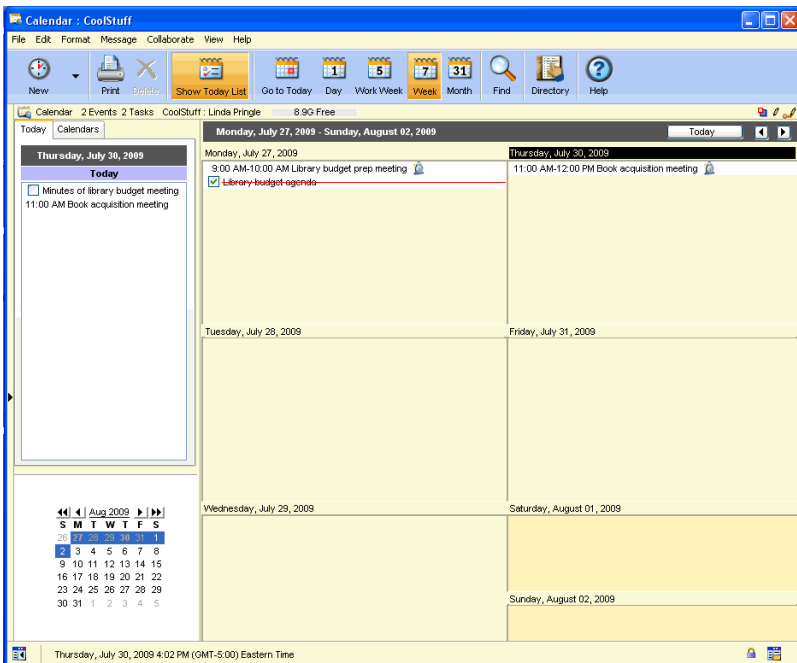 Calendar : CoolStuff
File Edit Format Message Collaborate View Help
New Print Delete Show Today List Go to Today 1 Day 5 Work Week 7 Week 31 Month Find Directory ? Help
Calendar 2 Events 2 Tasks CoolStuff : Linda Pringle 8.9G Free
Today Calendars
Thursday, July 30, 2009
Today
Minutes of library budget meeting
11:00 AM Book acquisition meeting
Aug 2009
S M T W T F S
26 27 28 29 30 31 1
2 3 4 5 6 7 8
9 10 11 12 13 14 15
16 17 18 19 20 21 22
23 24 25 26 27 28 29
30 31 1 2 3 4 5
Monday, July 27, 2009 - Sunday, August 02, 2009 Today
Monday, July 27, 2009
9:00 AM-10:00 AM Library budget prep meeting
Library budget agenda
Tuesday, July 28, 2009
Wednesday, July 29, 2009
Thursday, July 30, 2009
11:00 AM-12:00 PM Book acquisition meeting
Friday, July 31, 2009
Saturday, August 01, 2009
Sunday, August 02, 2009
Thursday, July 30, 2009 4:02 PM (GMT-5:00) Eastern Time